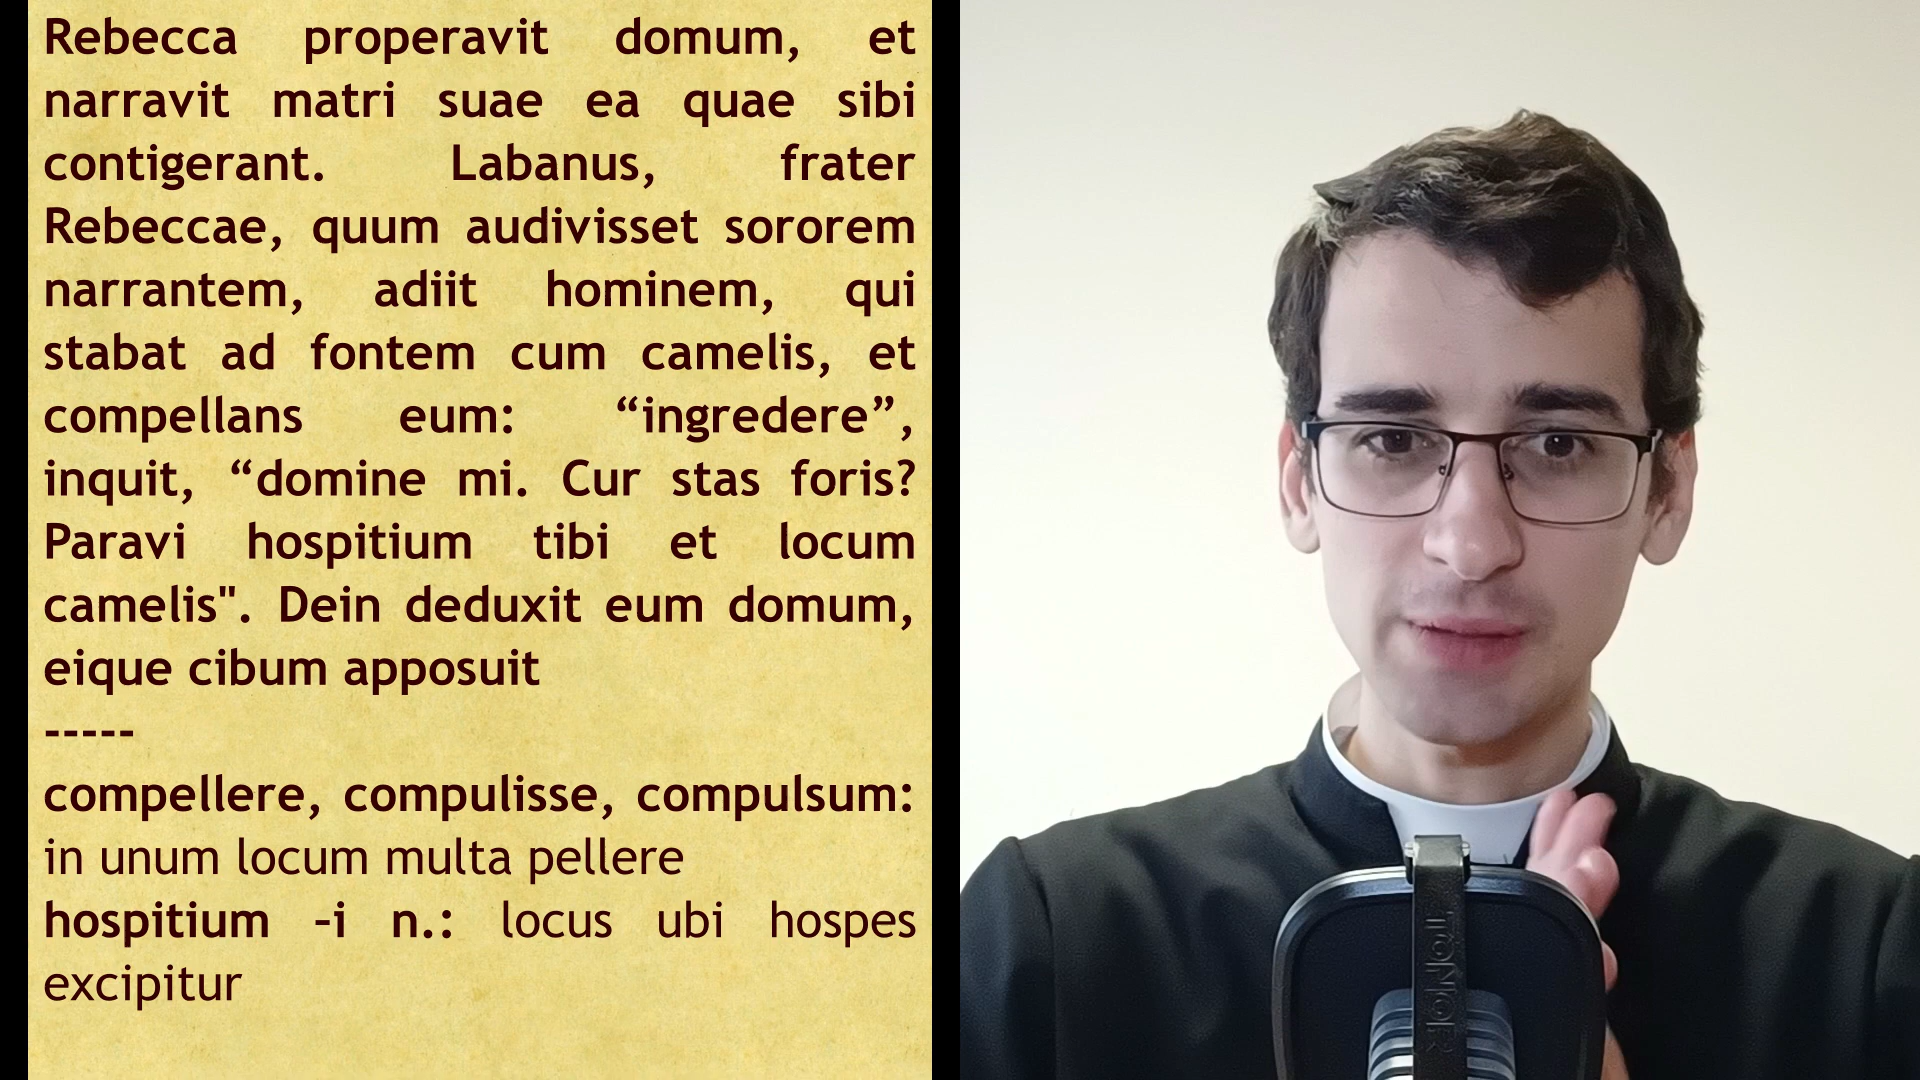 Rebecca properavit domum, et
narravit matri suae ea quae sibi
contigerant. Labanus, frater
Rebeccae, quum audivisset sororem
narrantem, adiit hominem, qui
stabat ad fontem cum camelis, et
compellans eum: “ingredere”,
inquit, “domine mi. Cur stas foris?
Paravi hospitium tibi et locum
camelis". Dein deduxit eum domum,
eique cibum apposuit
-----
compellere, compulisse, compulsum:
in unum locum multa pellere
hospitium -i n.: locus ubi hospes
excipitur
TONOR